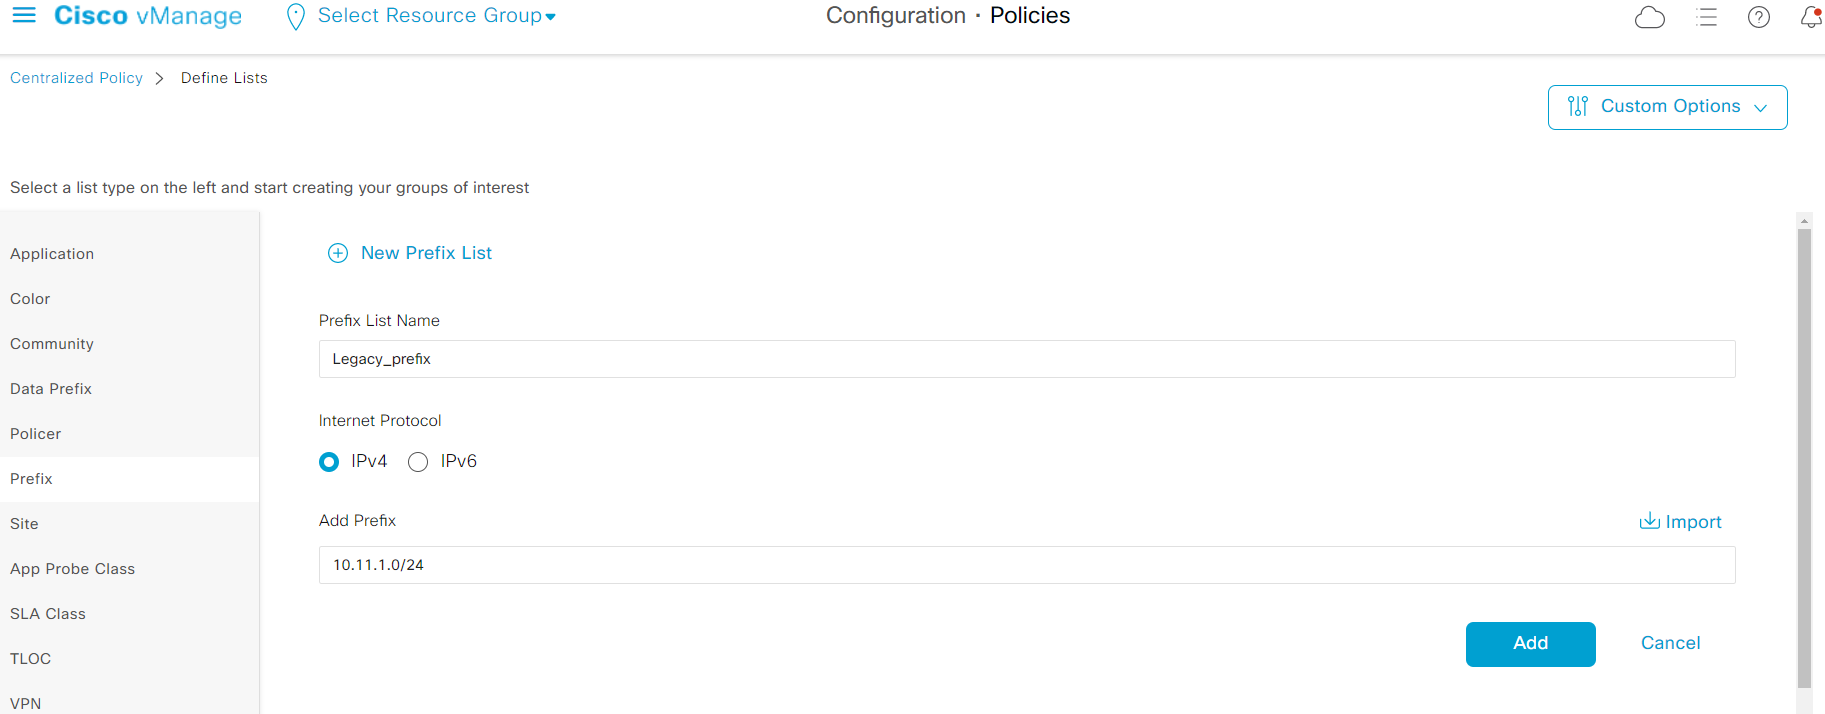 Cisco vManage
Select Resource Group
Configuration · Policies
Centralized Policy > Define Lists
Custom Options
Select a list type on the left and start creating your groups of interest
Application
Color
Community
Data Prefix
Policer
Prefix
Site
App Probe Class
SLA Class
TLOC
VPN
New Prefix List
Prefix List Name
Legacy_prefix
Internet Protocol
IPv4 IPv6
Add Prefix
Import
10.11.1.0/24
Add Cancel